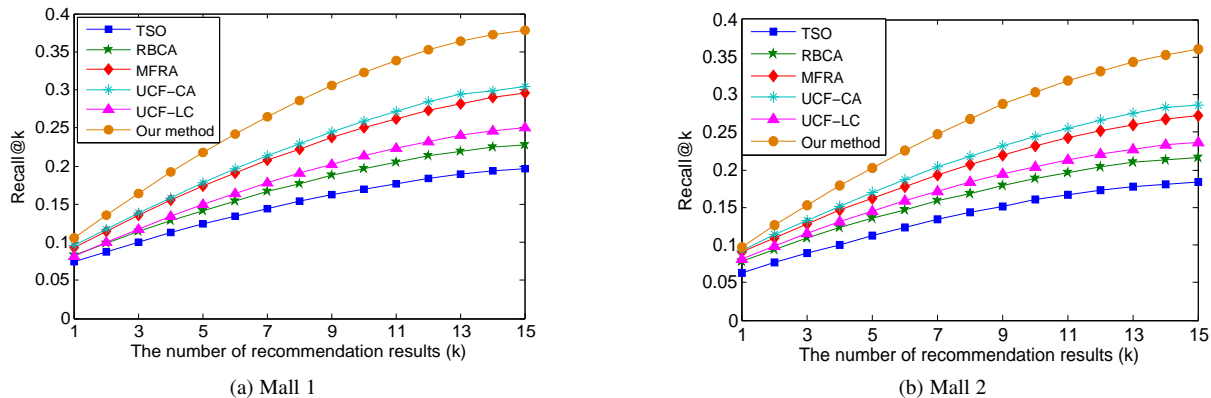 0.4
0.35
0.3
0.25
0.2
0.15
0.1
0.05
0
Recall@k
TSO
RBCA
MFRA
UCF-CA
UCF-LC
Our method
1 3 5 7 9 11 13 15
The number of recommendation results (k)
(a) Mall 1
0.4
0.35
0.3
0.25
0.2
0.15
0.1
0.05
0
Recall@k
TSO
RBCA
MFRA
UCF-CA
UCF-LC
Our method
1 3 5 7 9 11 13 15
The number of recommendation results (k)
(b) Mall 2